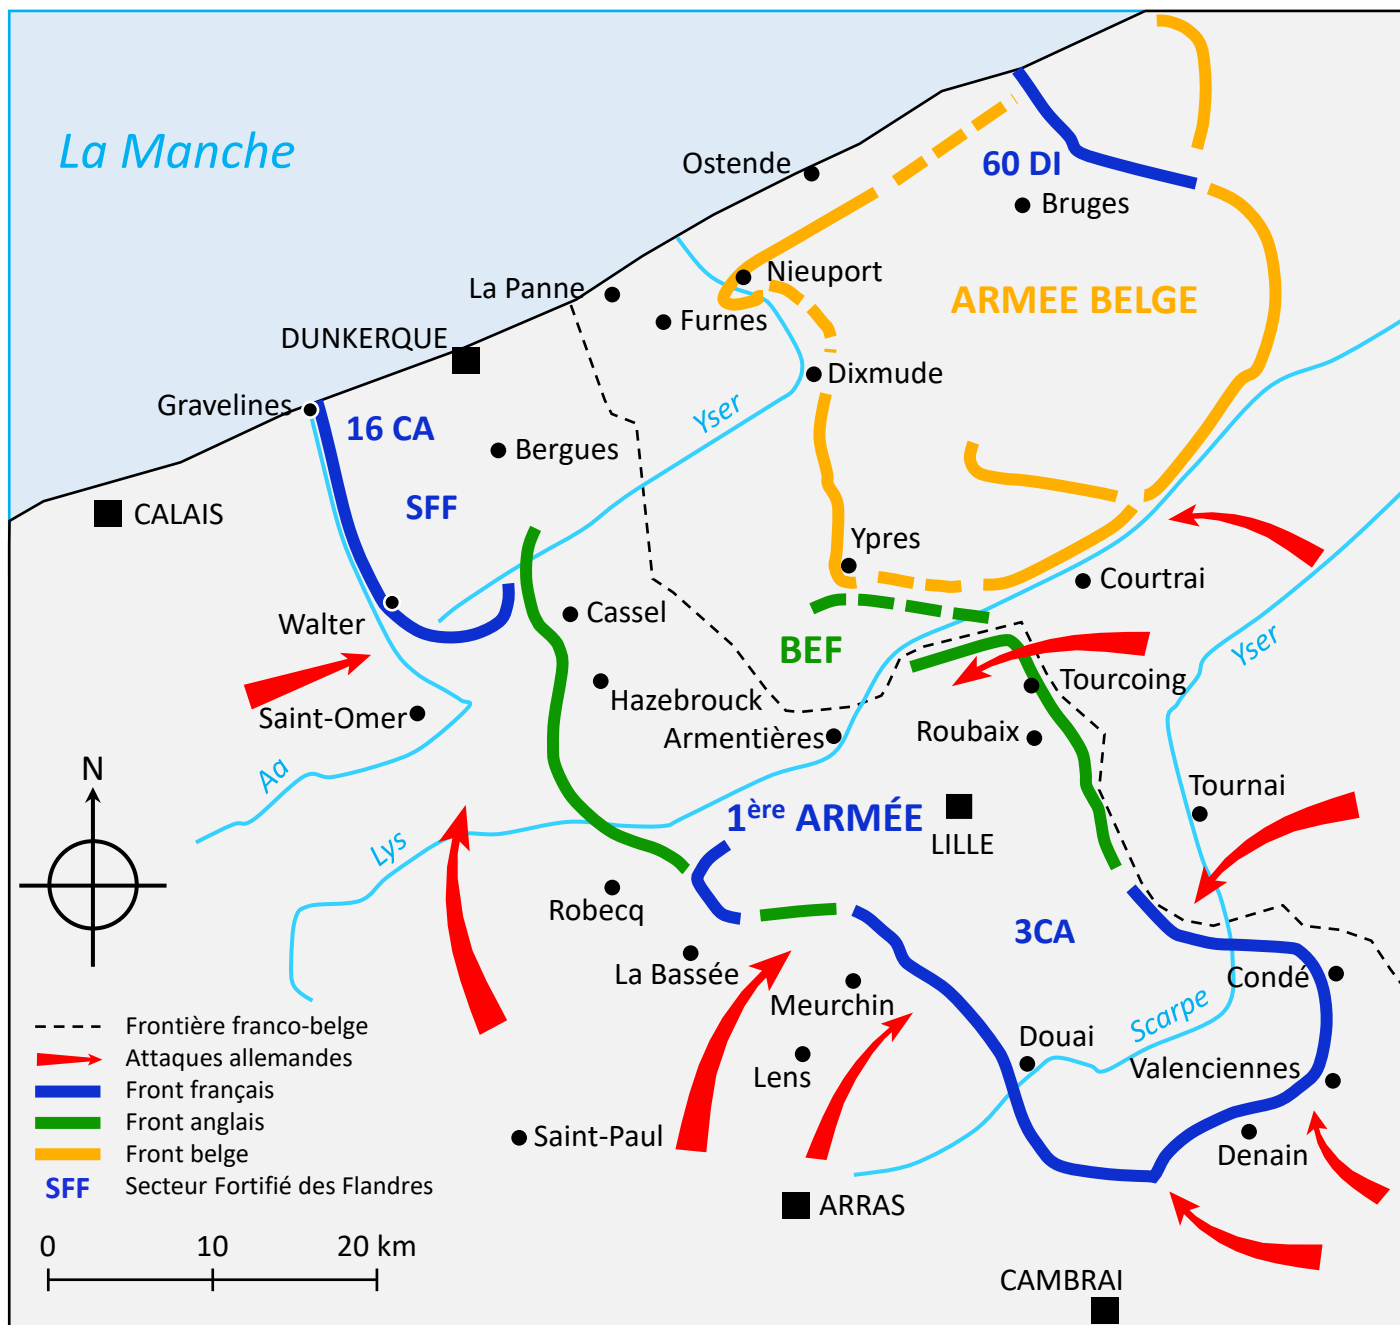 La Manche
Ostende
60 DI
Bruges
Nieuport
La Panne
ARMEE BELGE
Furnes
DUNKERQUE
Dixmude
Gravelines
16 CA
Yser
Bergues
SFF
CALAIS
Ypres
Courtrai
Cassel
Walter
BEF
Yser
Hazebrouck
Tourcoing
Saint-Omer
Armentières
Roubaix
N
Aa
Tournai
1ère ARMÉE
LILLE
Lys
Robecq
3CA
La Bassée
Condé
Meurchin
Scarpe
Douai
Lens
Valenciennes
Saint-Paul
Denain
ARRAS
CAMBRAI
Frontière franco-belge
Attaques allemandes
Front français
Front anglais
Front belge
SFF Secteur Fortifié des Flandres
0 10 20 km